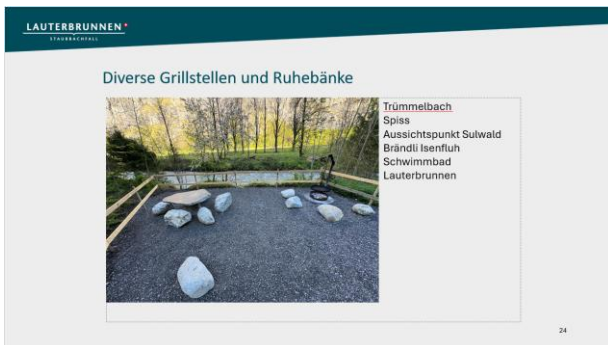 LAUTERBRUNNEN
STAUBBACHFALL
Diverse Grillstellen und Ruhebänke
Trümmelbach
Spiss
Aussichtspunkt Sulwald
Brändli Isenfluh
Schwimmbad
Lauterbrunnen
24